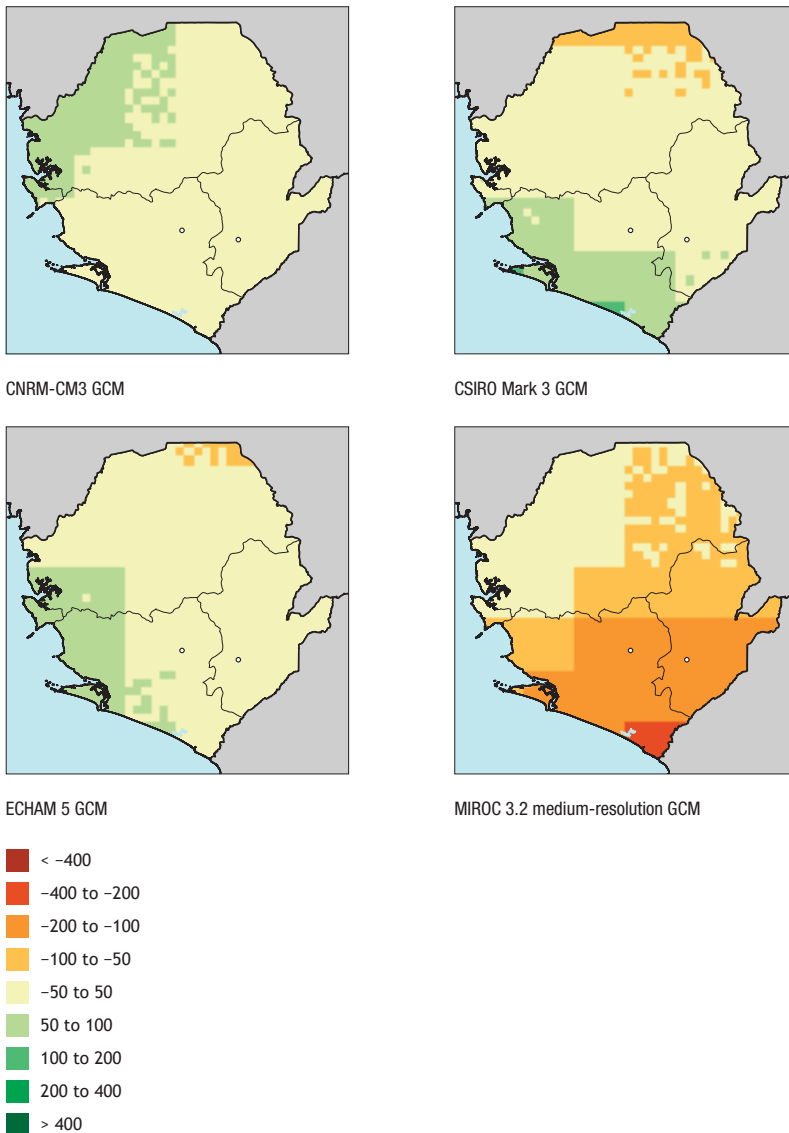 CNRM-CM3 GCM
CSIRO Mark 3 GCM
ECHAM 5 GCM
MIROC 3.2 medium-resolution GCM
< −400
−400 to −200
−200 to −100
−100 to −50
−50 to 50
50 to 100
100 to 200
200 to 400
> 400